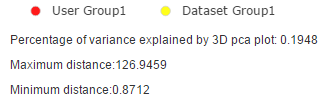 User Group1 Dataset Group1
Percentage of variance explained by 3D pca plot: 0.1948
Maximum distance:126.9459
Minimum distance:0.8712